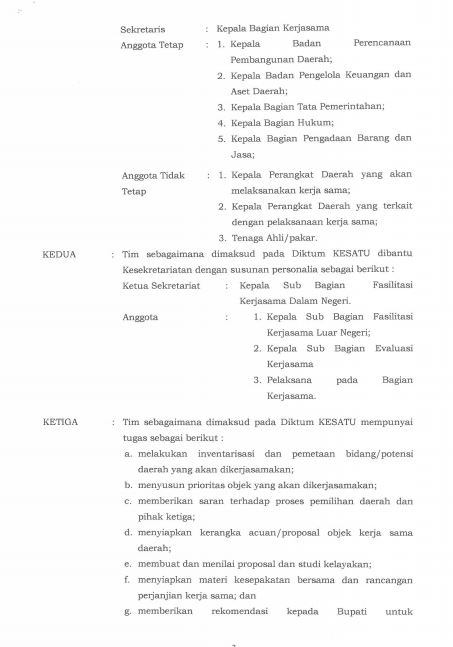 Sekretaris : Kepala Bagian Kerjasama
Anggota Tetap : 1. Kepala Badan Perencanaan
Pembangunan Daerah;
2. Kepala Badan Pengelola Keuangan dan
Aset Daerah;
3. Kepala Bagian Tata Pemerintahan;
4. Kepala Bagian Hukum;
5. Kepala Bagian Pengadaan Barang dan
Jasa;
Anggota Tidak : 1. Kepala Perangkat Daerah yang akan
Tetap melaksanakan kerja sama;
2. Kepala Perangkat Daerah yang terkait
dengan pelaksanaan kerja sama;
3. Tenaga Ahli/pakar.
KEDUA : Tim sebagaimana dimaksud pada Diktum KESATU dibantu
Kesekretariatan dengan susunan personalia sebagai berikut :
Ketua Sekretariat : Kepala Sub Bagian Fasilitasi
Kerjasama Dalam Negeri.
Anggota : 1. Kepala Sub Bagian Fasilitasi
Kerjasama Luar Negeri;
2. Kepala Sub Bagian Evaluasi
Kerjasama
3. Pelaksana pada Bagian
Kerjasama.
KETIGA : Tim sebagaimana dimaksud pada Diktum KESATU mempunyai
tugas sebagai berikut :
a. melakukan inventarisasi dan pemetaan bidang/potensi
daerah yang akan dikerjasamakan;
b. menyusun prioritas objek yang akan dikerjasamakan;
c. memberikan saran terhadap proses pemilihan daerah dan
pihak ketiga;
d. menyiapkan kerangka acuan/proposal objek kerja sama
daerah;
e. membuat dan menilai proposal dan studi kelayakan;
f. menyiapkan materi kesepakatan bersama dan rancangan
perjanjian kerja sama; dan
g. memberikan rekomendasi kepada Bupati untuk